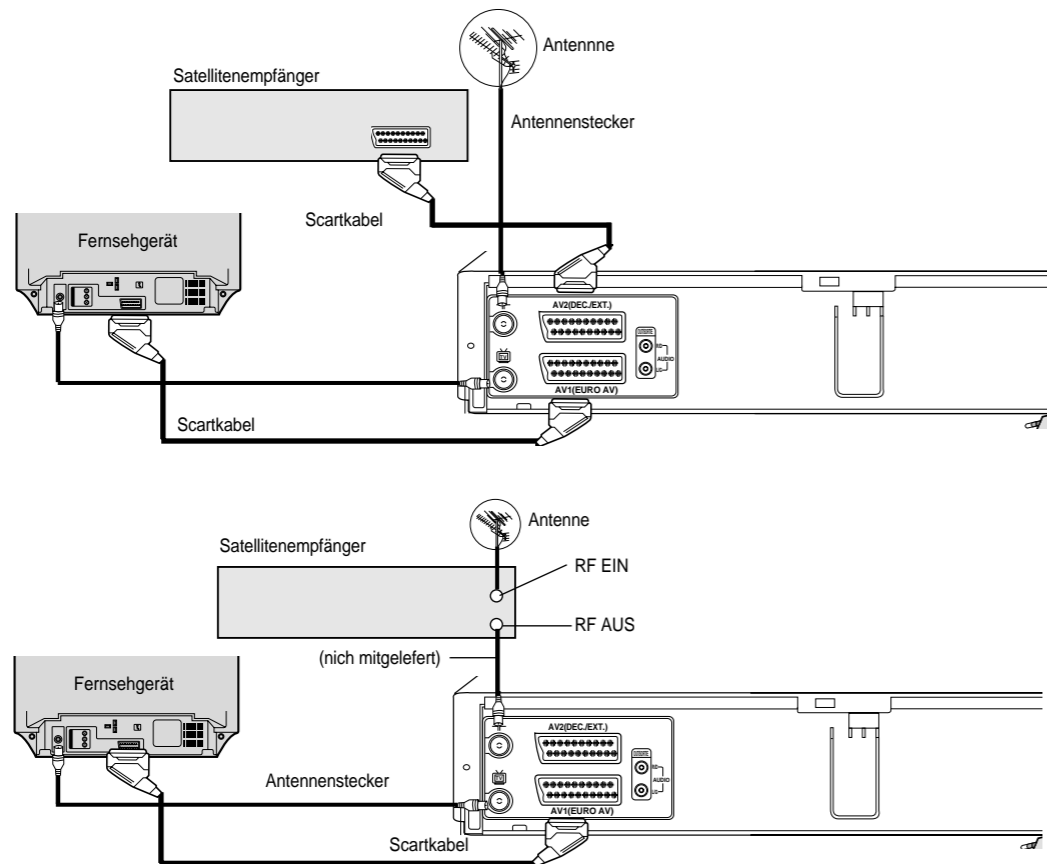 Antennne
Satellitenempfänger
Antennenstecker
Scartkabel
Fernsehgerät
AV2(DEC./EXT.)
AUDIO
AV1(EURO AV)
Scartkabel
Antenne
Satellitenempfänger
RF EIN
RF AUS
(nich mitgelefert)
Fernsehgerät
AV2(DEC./EXT.)
AUDIO
Antennenstecker
AV1(EURO AV)
Scartkabel